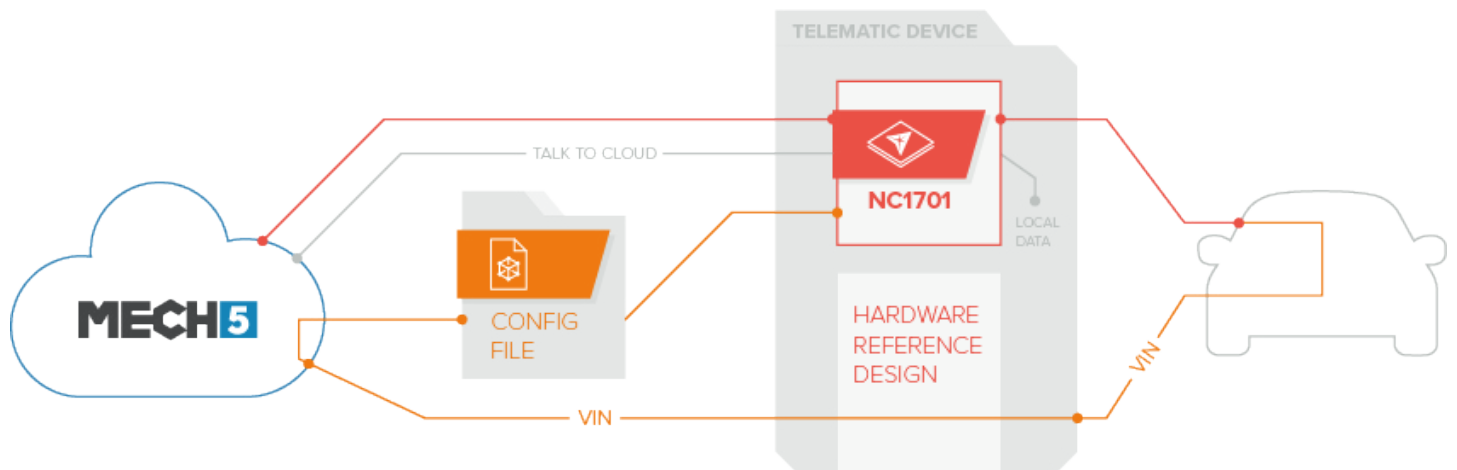 TELEMATIC DEVICE
TALK TO CLOUD
NC1701
LOCAL
DATA
MECH5
CONFIG
FILE
HARDWARE
REFERENCE
DESIGN
VIN
VIN